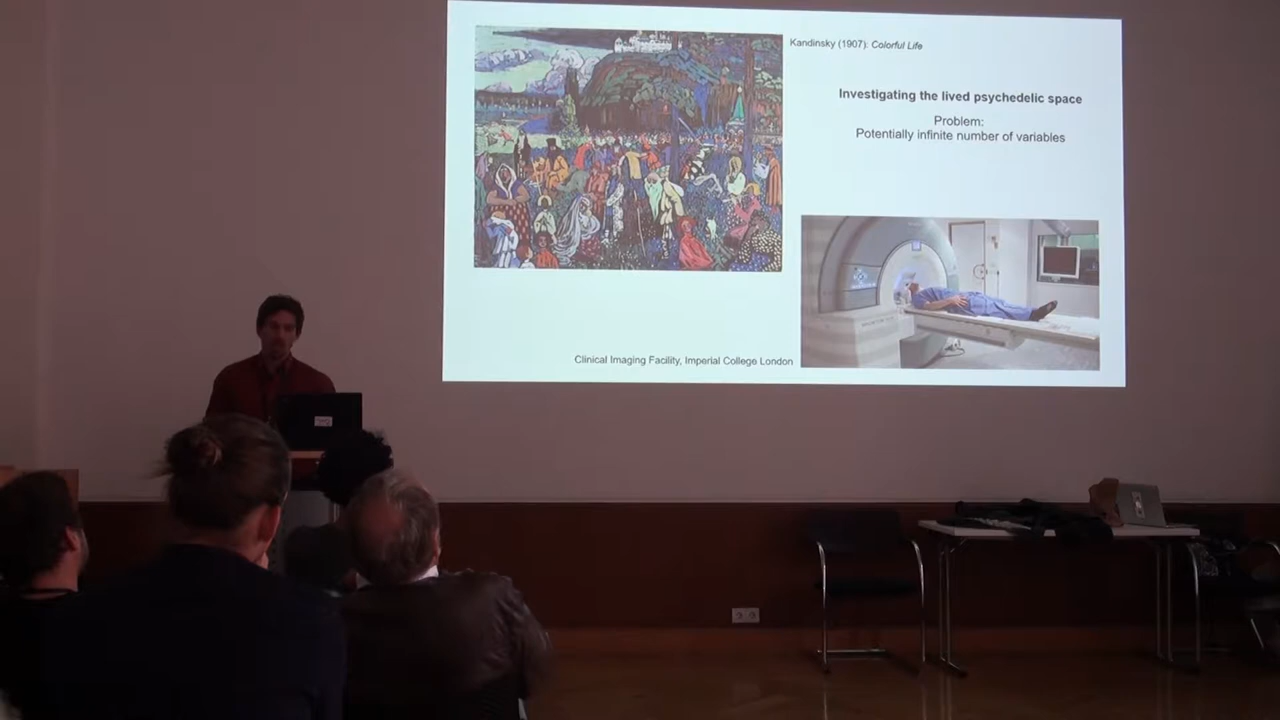 Kandinsky (1907): Colorful Life
Investigating the lived psychedelic space
Problem:
Potentially infinite number of variables
Clinical Imaging Facility, Imperial College London